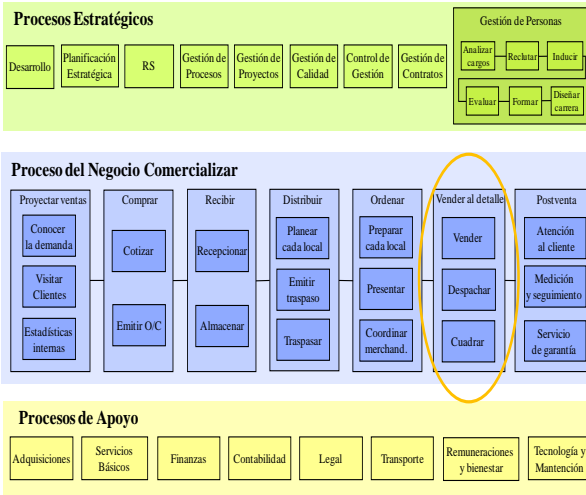 Procesos Estratégicos
Desarrollo
Planificación
Estratégica
RS
Gestión de
Procesos
Gestión de
Proyectos
Gestión de
Calidad
Control de
Gestión
Gestión de
Contratos
Gestión de Personas
Analizar
cargos
Reclutar
Inducir
Evaluar
Formar
Diseñar
carrera
Proceso del Negocio Comercializar
Proyectar ventas
Conocer
la demanda
Visitar
Clientes
Estadísticas
internas
Comprar
Cotizar
Emitir O/C
Recibir
Recepcionar
Almacenar
Distribuir
Planear
cada local
Emitir
traspaso
Traspasar
Ordenar
Preparar
cada local
Presentar
Coordinar
merchand.
Vender al detalle
Vender
Despachar
Cuadrar
Postventa
Atención
al cliente
Medición
y seguimiento
Servicio
de garantía
Procesos de Apoyo
Adquisiciones
Servicios
Básicos
Finanzas
Contabilidad
Legal
Transporte
Remuneraciones
y bienestar
Tecnología y
Mantención